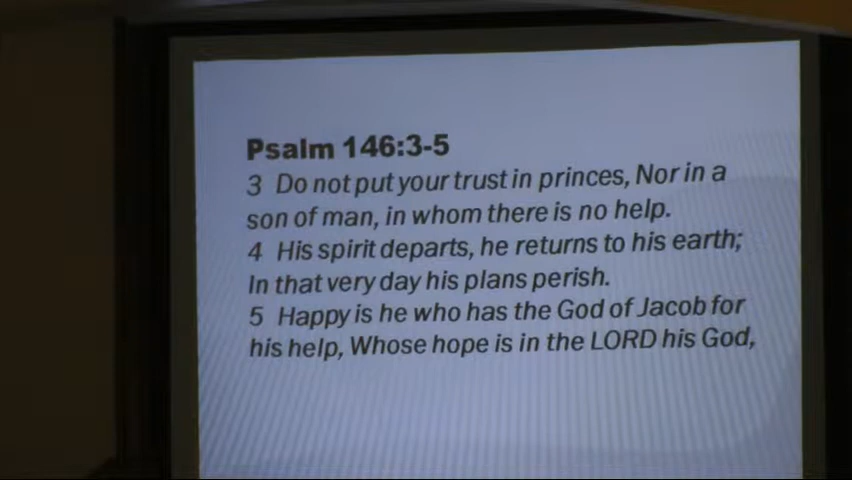 Psalm 146:3-5
3 Do not put your trust in princes, Nor in a
son of man, in whom there is no help.
4 His spirit departs, he returns to his earth;
In that very day his plans perish.
5 Happy is he who has the God of Jacob for
his help, Whose hope is in the LORD his God,